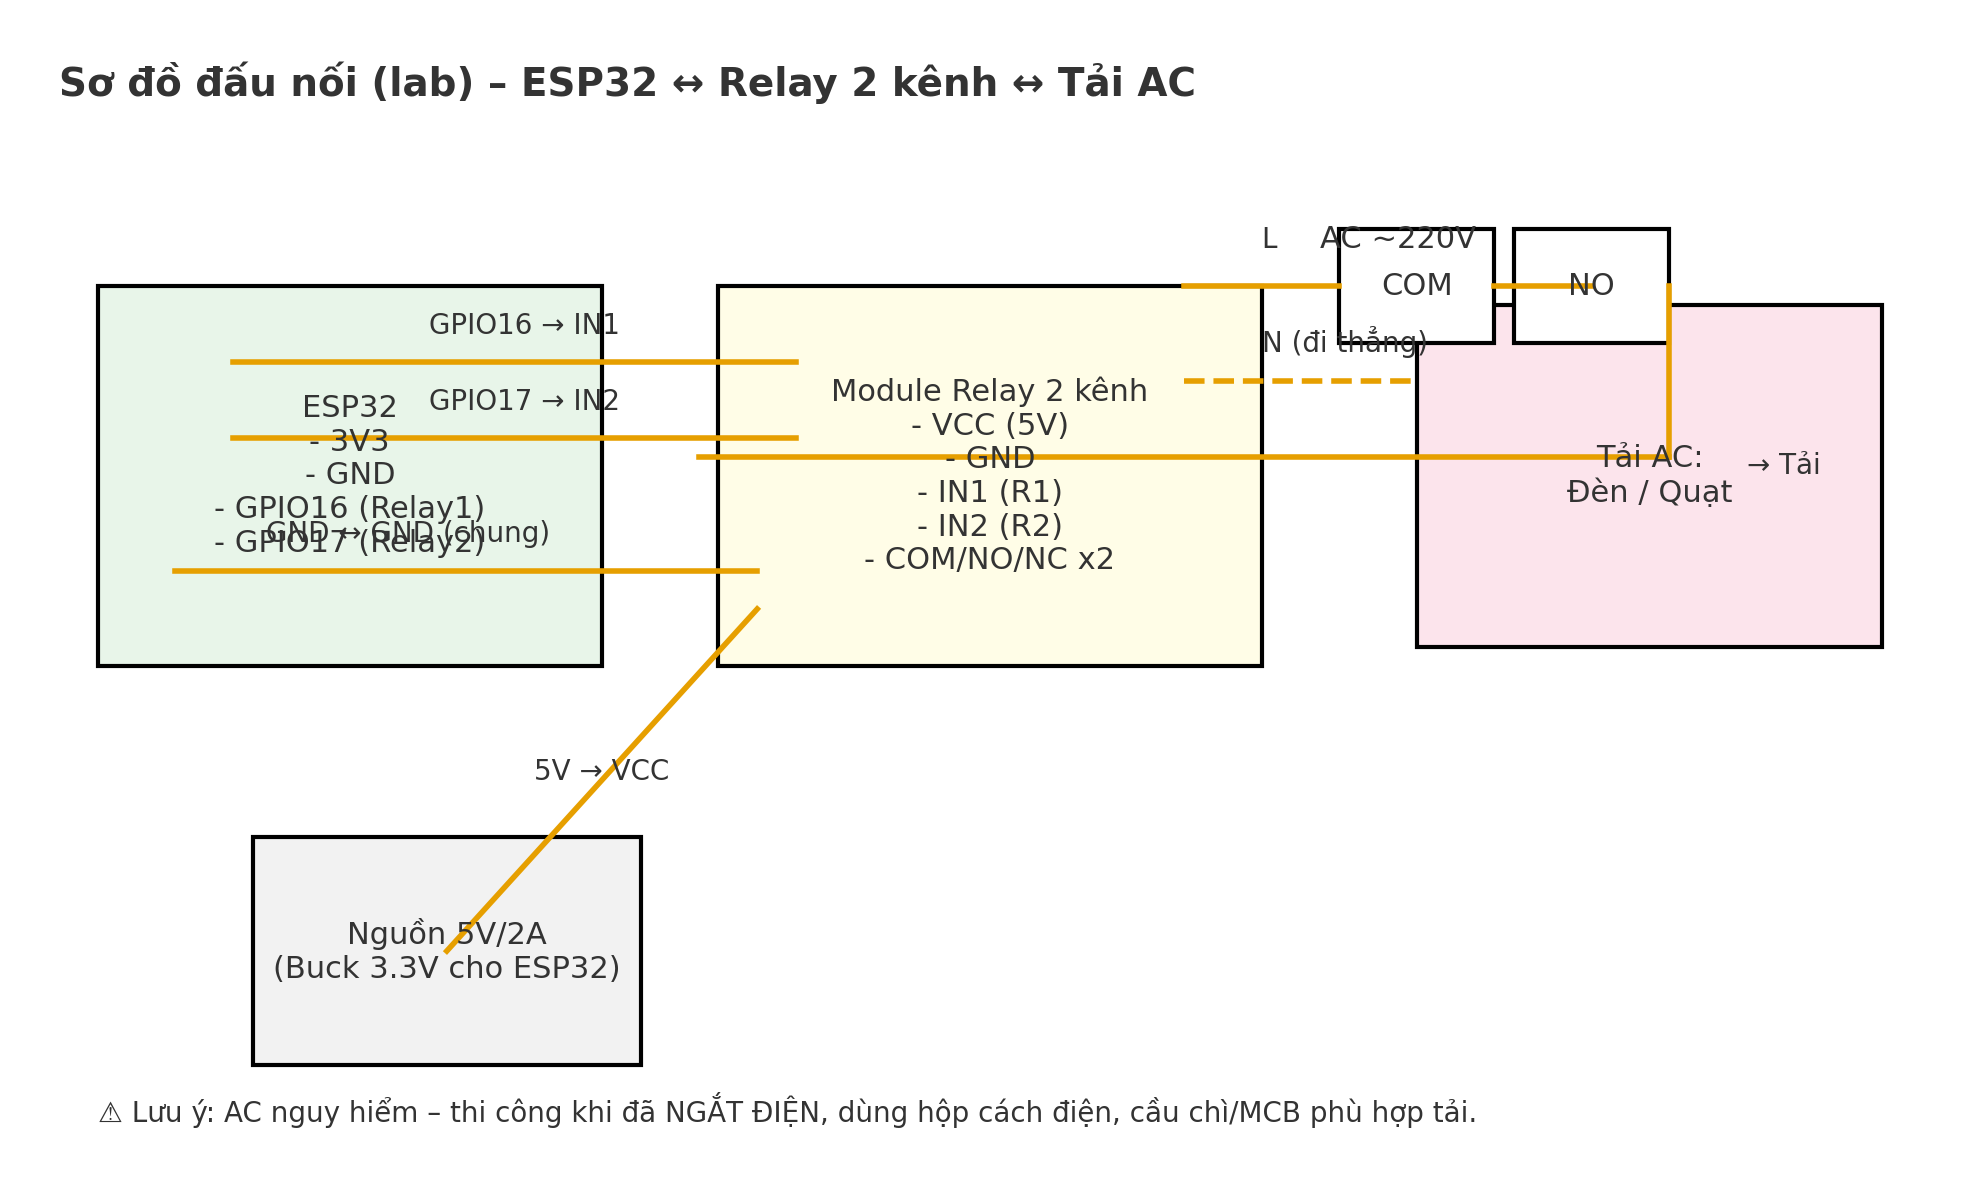 Sơ đồ đấu nối (lab) – ESP32 ↔ Relay 2 kênh ↔ Tải AC
L
AC ~220V
COM
NO
N (đi thẳng)
GPIO16 → IN1
GPIO17 → IN2
ESP32
- 3V3
- GND
- GPIO16 (Relay1)
- GPIO17 (Relay2)
GND ↔ GND (chung)
Module Relay 2 kênh
- VCC (5V)
- GND
- IN1 (R1)
- IN2 (R2)
- COM/NO/NC x2
Tải AC:
Đèn / Quạt
→ Tải
5V → VCC
Nguồn 5V/2A
(Buck 3.3V cho ESP32)
⚠ Lưu ý: AC nguy hiểm – thi công khi đã NGẮT ĐIỆN, dùng hộp cách điện, cầu chì/MCB phù hợp tải.